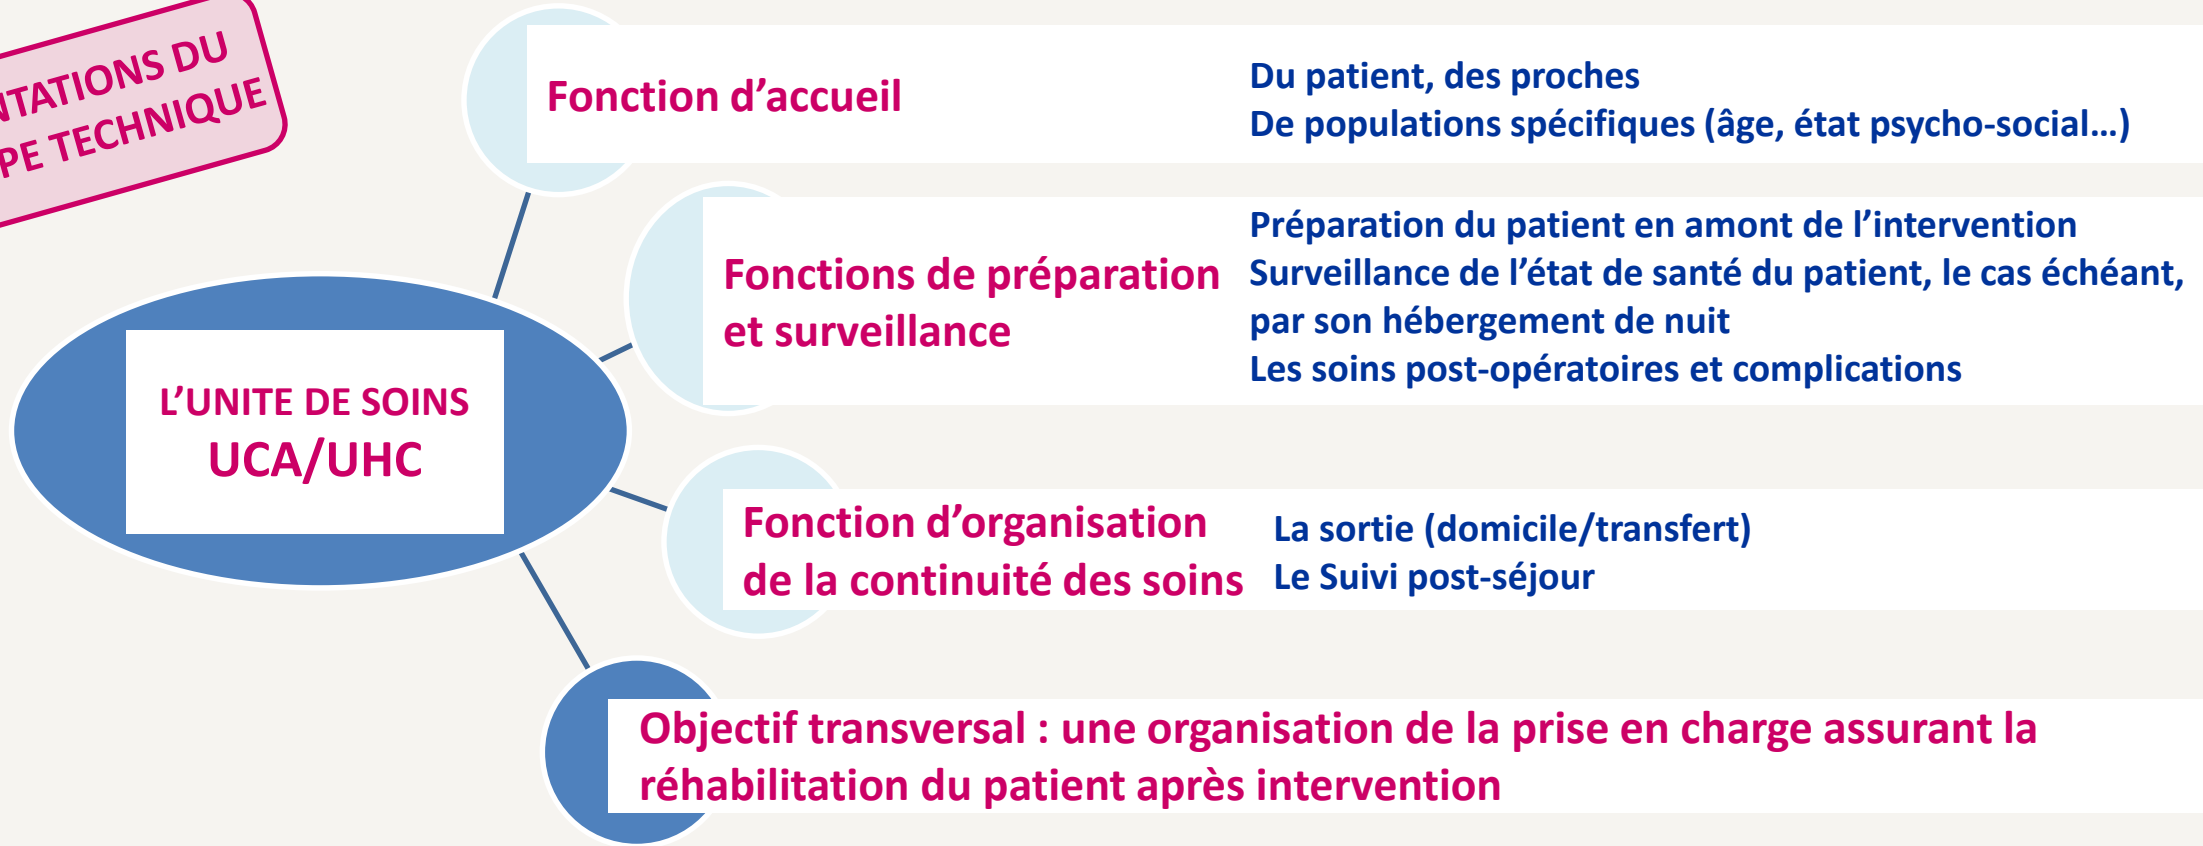 DU
TECHNIQUE
Fonction d’accueil
Du patient, des proches
De populations spécifiques (âge, état psycho-social…)
Fonctions de préparation
et surveillance
Préparation du patient en amont de l’intervention
Surveillance de l’état de santé du patient, le cas échéant,
par son hébergement de nuit
Les soins post-opératoires et complications
L’UNITE DE SOINS
UCA/UHC
Fonction d’organisation
de la continuité des soins
La sortie (domicile/transfert)
Le Suivi post-séjour
Objectif transversal : une organisation de la prise en charge assurant la
réhabilitation du patient après intervention